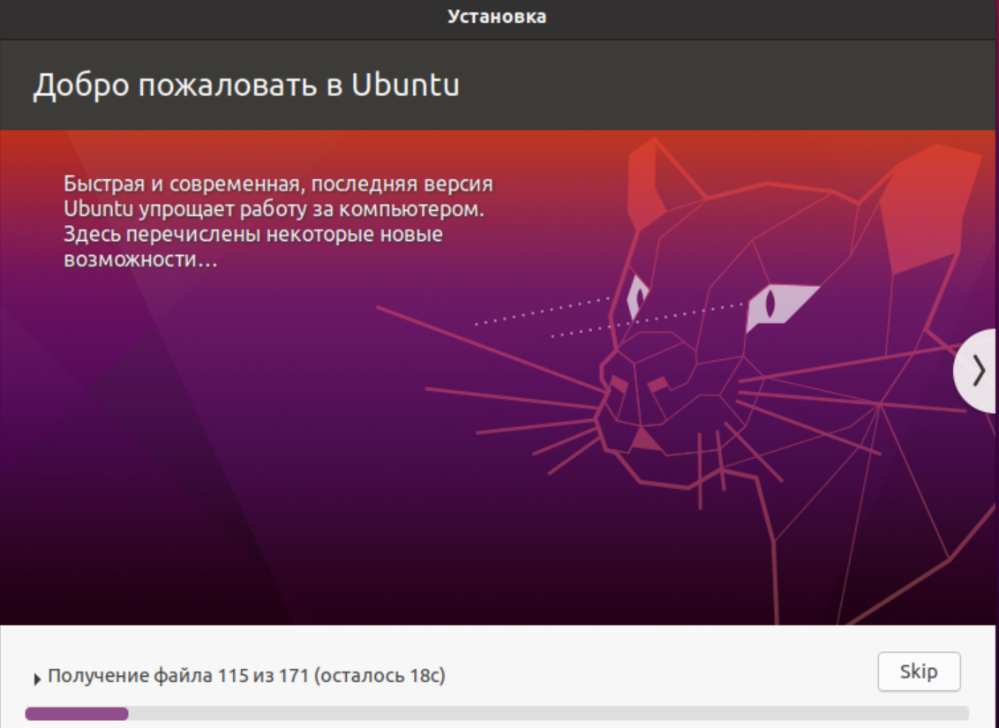 Установка
Добро пожаловать в Ubuntu
Быстрая и современная, последняя версия
Ubuntu упрощает работу за компьютером.
Здесь перечислены некоторые новые
возможности…
Получение файла 115 из 171 (осталось 18с)
Skip